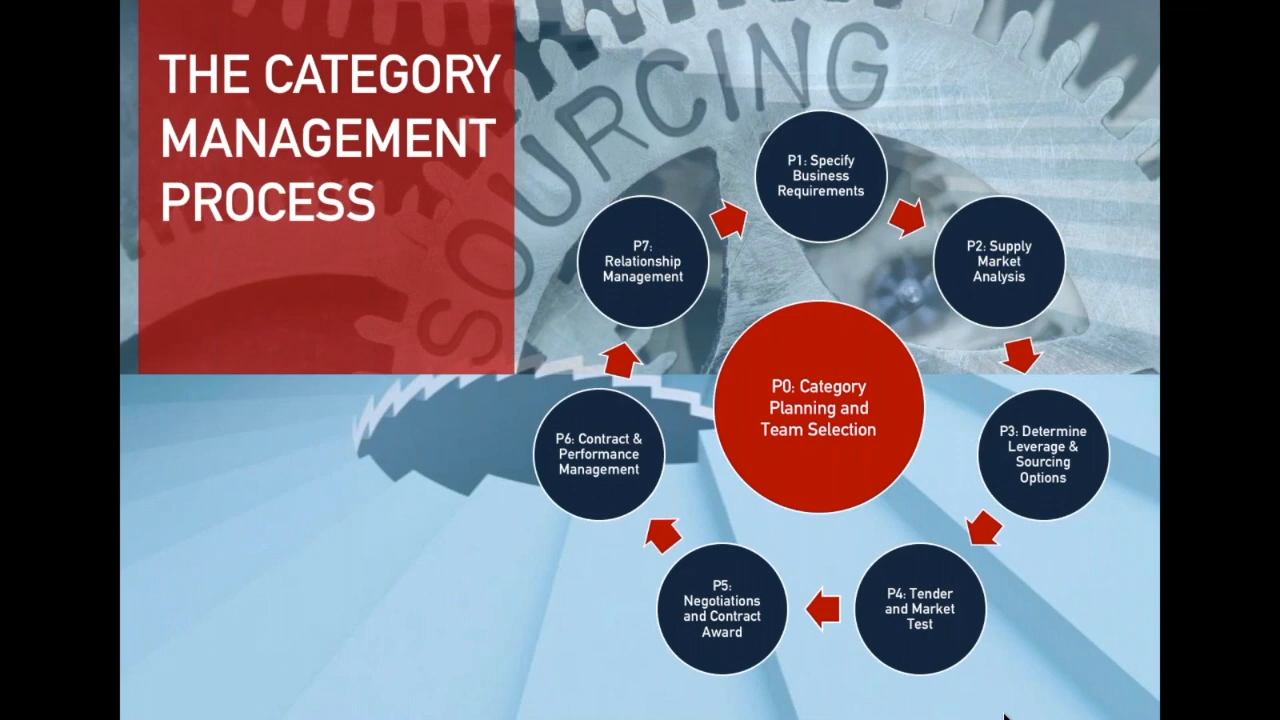 THE CATEGORY
MANAGEMENT
PROCESS
SOURCING
P1: Specify
Business
Requirements
P2: Supply
Market
Analysis
P3: Determine
Leverage &
Sourcing
Options
P4: Tender
and Market
Test
P5:
Negotiations
and Contract
Award
P6: Contract &
Performance
Management
P7:
Relationship
Management
P0: Category
Planning and
Team Selection